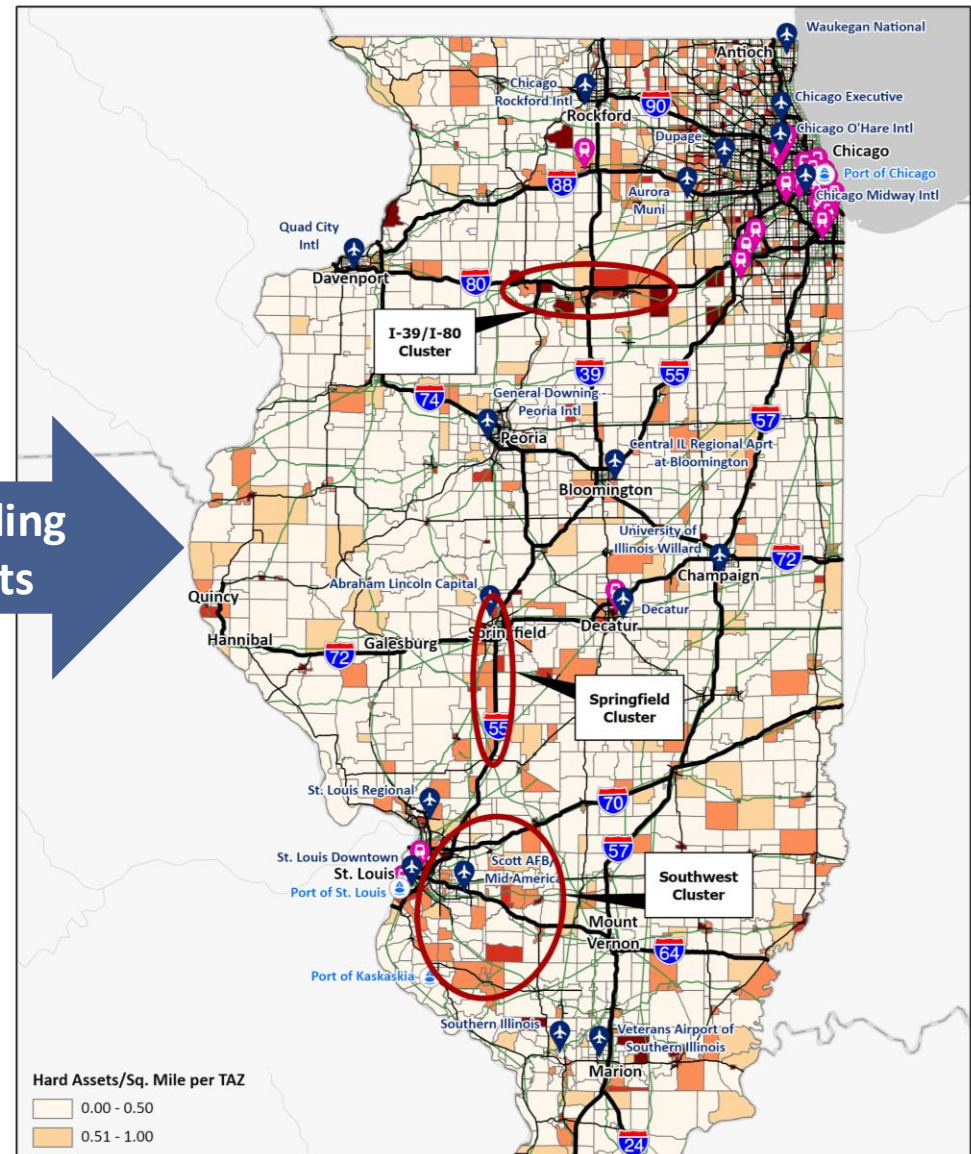 Waukegan National
Antioch
Chicago
Rockford Intl
90
Rockford
Chicago Executive
Chicago O'Hare Intl
Dupage
Chicago
Port of Chicago
Chicago Midway Intl
88
Aurora
Muni
Quad City
Intl
Davenport
80
I-39/I-80
Cluster
39
55
74
57
General Downing -
Peoria Intl
Peoria
Central IL Regional Aprt
at Bloomington
Bloomington
University of
Illinois Willard
72
Champaign
Abraham Lincoln Capital
Decatur
Quincy
Springfield
Decatur
Hannibal
Galesburg
72
Springfield
Cluster
55
St. Louis Regional
70
57
St. Louis Downtown
St. Louis
Port of St. Louis
Scott AFB/
Mid America
Southwest
Cluster
Mount
Vernon
64
Port of Kaskaskia
Southern Illinois
Veterans Airport of
Southern Illinois
Marion
24
Hard Assets/Sq. Mile per TAZ
0.00 - 0.50
0.51 - 1.00